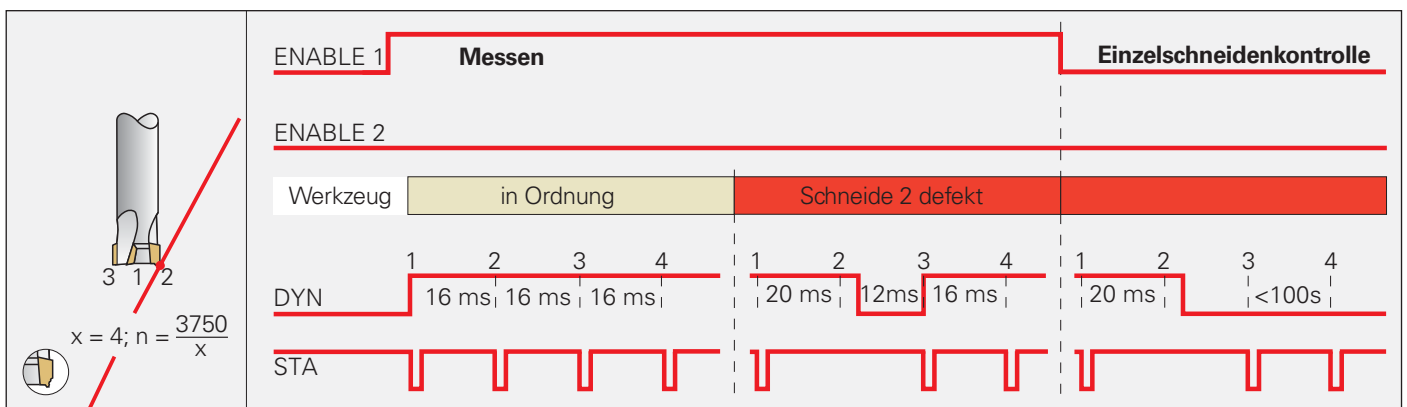 ENABLE 1 Messen Einzelschneidenkontrolle
ENABLE 2
Werkzeug in Ordnung Schneide 2 defekt
3 1 2
x = 4; n = 3750
x
1 2 3 4 1 2 3 4 1 2 3 4
DYN 16 ms 16 ms 16 ms 20 ms 12ms 16 ms 20 ms <100s
STA